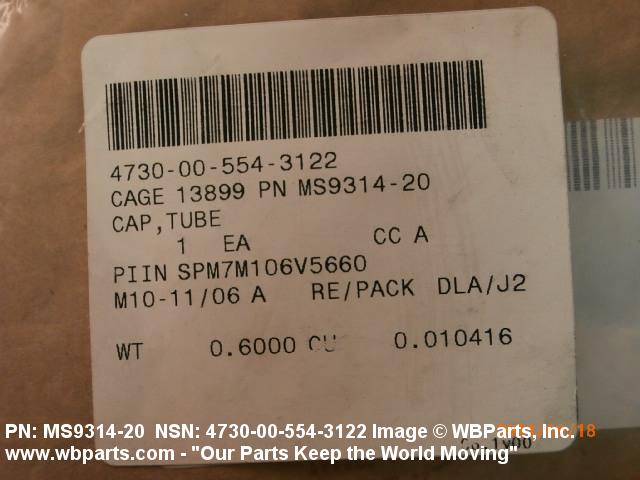 4730-00-554-3122
CAGE 13899 PN MS9314-20
CAP,TUBE
1 EA CC A
PIIN SPM7M106V5660
M10-11/06 A RE/PACK DLA/J2
WT 0.6000 CU 0.010416
PN: MS9314-20 NSN: 4730-00-554-3122 Image © WBParts, Inc.
www.wbparts.com - "Our Parts Keep the World Moving"